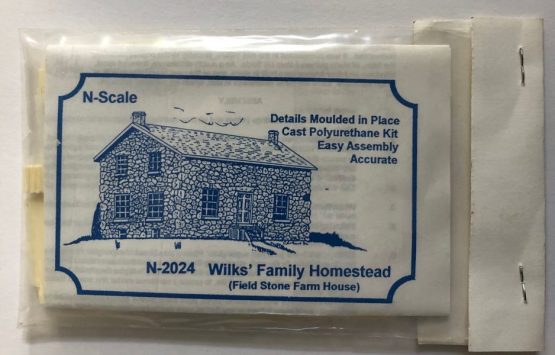 N-Scale
Details Moulded in Place
Cast Polyurethane Kit
Easy Assembly
Accurate
N-2024 Wilks' Family Homestead
(Field Stone Farm House)